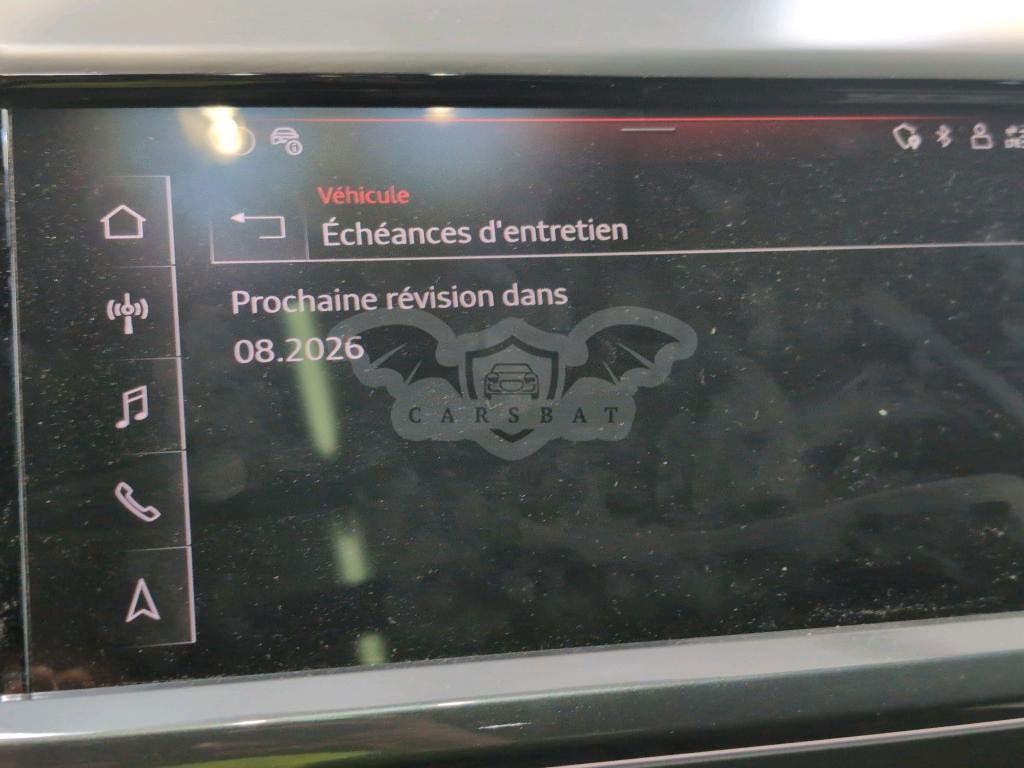 Véhicule
Échéances d'entretien
Prochaine révision dans
08.2026
CARSBAT